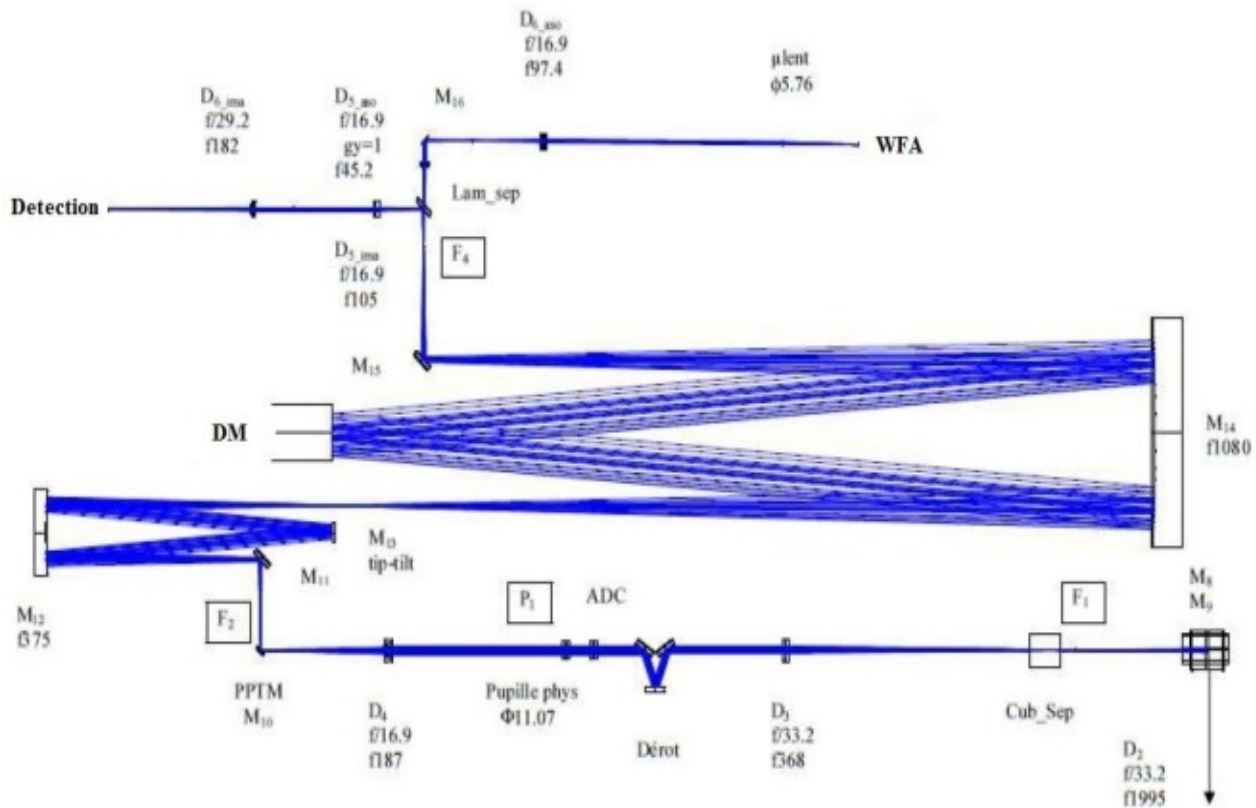 D6_aso
f/16.9
f97.4
µlent
ϕ5.76
D6_ima
f/29.2
f182
D5_aso
f/16.9
gy=1
f45.2
M16
WFA
Lam_sep
Detection
D5_ima
f/16.9
f105
F4
M15
DM
M14
f1080
M13
tip-tilt
M11
M12
f375
F2
P1
ADC
F1
M8
M9
PPTM
M10
D4
f/16.9
f187
Pupille phys
Φ11.07
Dérot
D3
f/33.2
f368
Cub_Sep
D2
f/33.2
f1995